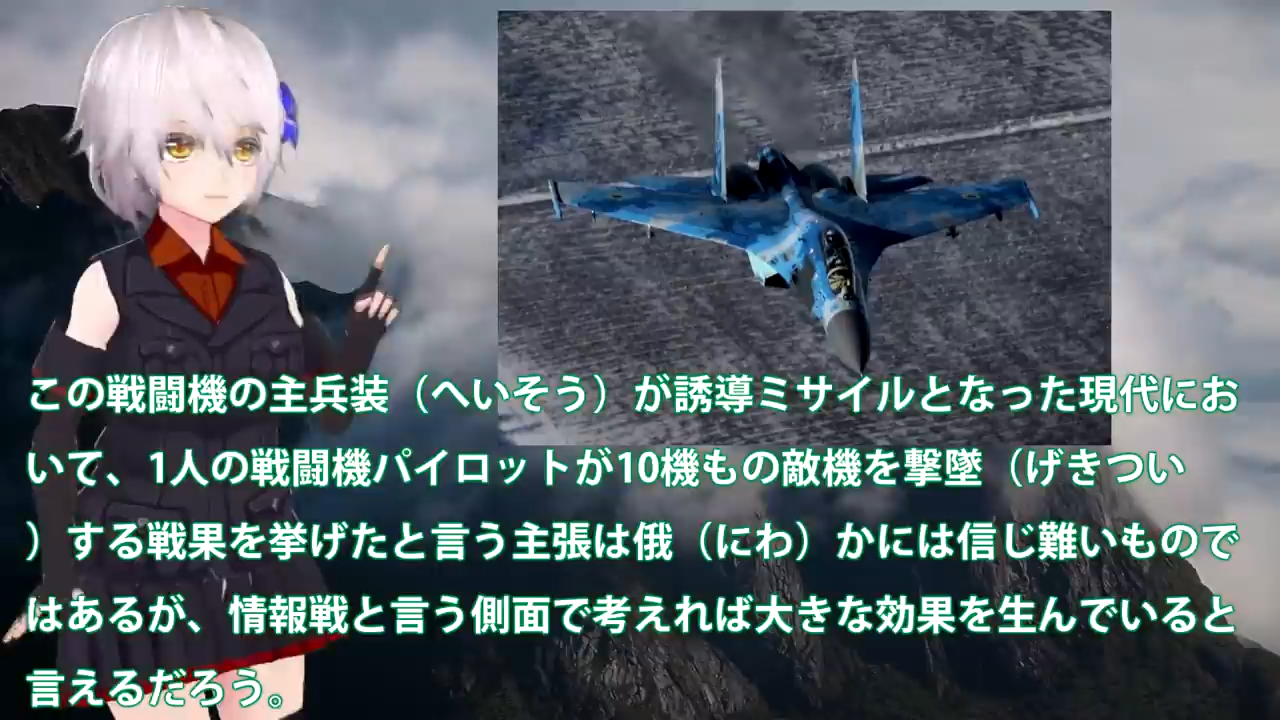 この戦闘機の主兵装（へいそう）が誘導ミサイルとなった現代にお
いて、1人の戦闘機パイロットが10機もの敵機を撃墜（げきつい
）する戦果を挙げたと言う主張は俄（にわ）かには信じ難いもので
はあるが、情報戦と言う側面で考えれば大きな効果を生んでいると
言えるだろう。